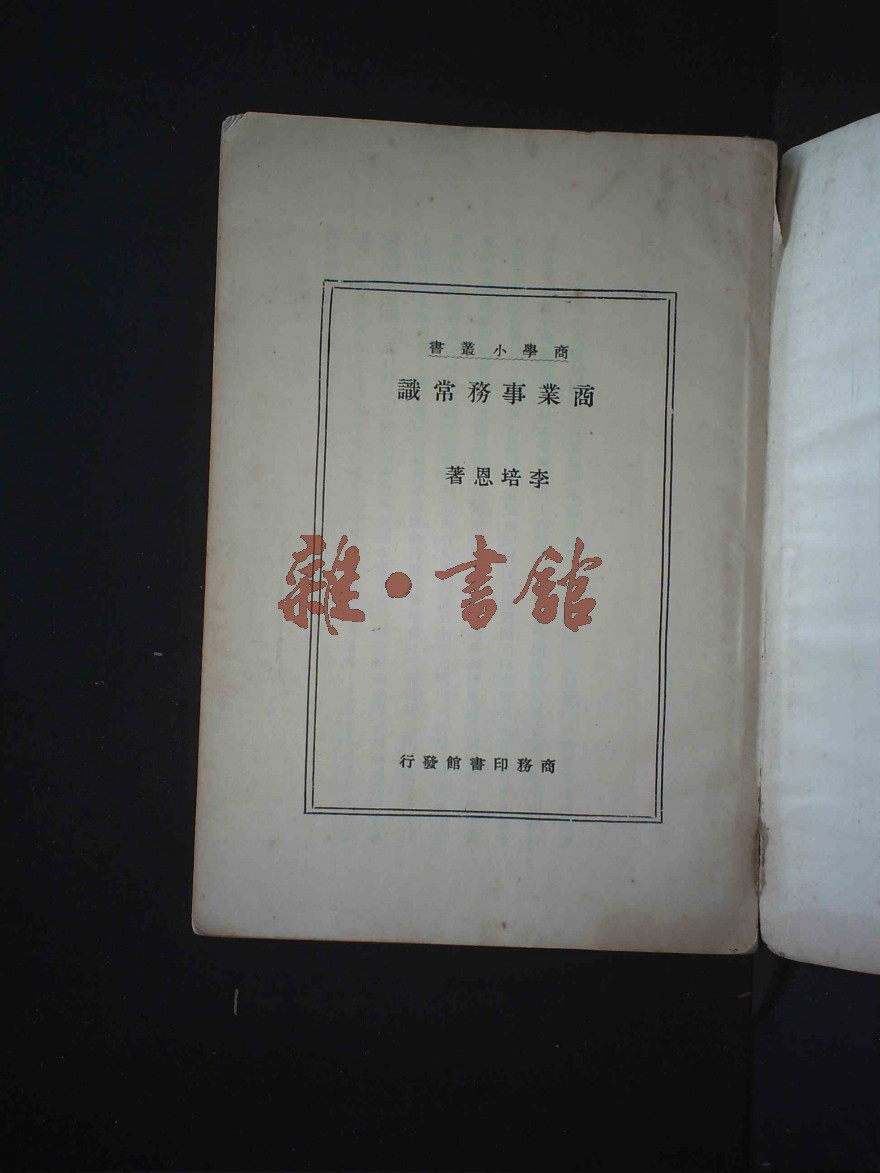 商學小叢書
商業事務常識
李培恩著
雜·書館
商務印書館發行